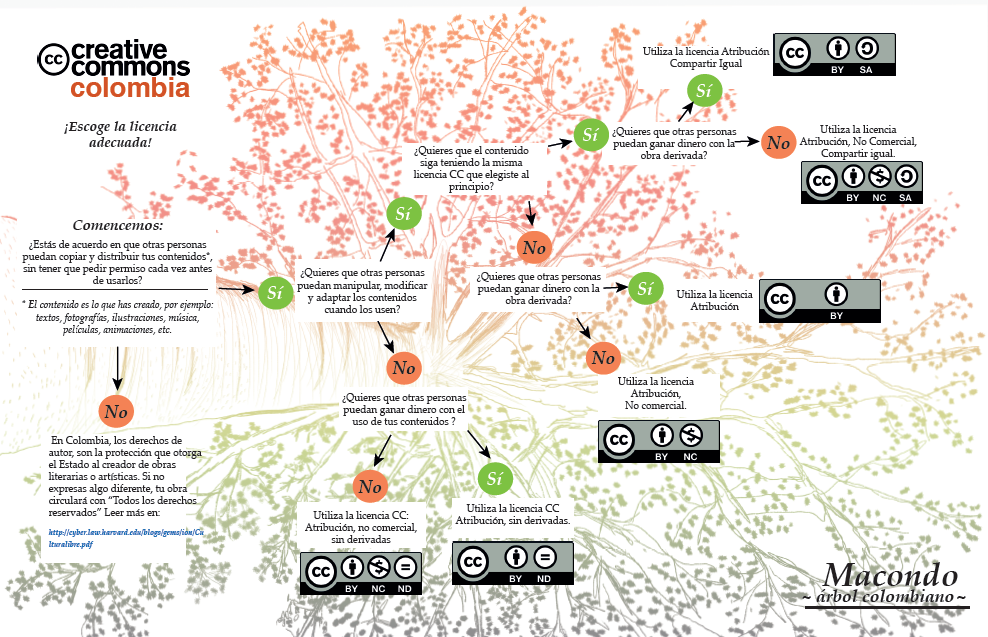 cc creative
commons
colombia
¡Escoge la licencia
adecuada!
Comencemos:
¿Estás de acuerdo en que otras personas
puedan copiar y distribuir tus contenidos*,
sin tener que pedir permiso cada vez antes
de usarlos?
* El contenido es lo que has creado, por ejemplo:
textos, fotografías, ilustraciones, música,
películas, animaciones, etc.
No
En Colombia, los derechos de
autor, son la protección que otorga
el Estado al creador de obras
literarias o artísticas. Si no
expresas algo diferente, tu obra
circulará con “Todos los derechos
reservados” Leer más en:
http://cyber.law.harvard.edu/blogs/gems/ión/Cu
lturalibre.pdf
Sí
¿Quieres que otras personas
puedan manipular, modificar
y adaptar los contenidos
cuando los usen?
Sí
¿Quieres que el contenido
siga teniendo la misma
licencia CC que elegiste al
principio?
Sí
¿Quieres que otras personas
puedan ganar dinero con la
obra derivada?
Sí
Utiliza la licencia Atribución
Compartir Igual
cc
BY SA
No
Utiliza la licencia
Atribución, No Comercial,
Compartir igual.
cc
BY NC SA
No
¿Quieres que otras personas
puedan ganar dinero con la
obra derivada?
Sí
Utiliza la licencia
Atribución
cc
BY
No
Utiliza la licencia
Atribución,
No comercial.
cc
BY NC
No
¿Quieres que otras personas
puedan ganar dinero con el
uso de tus contenidos ?
No
Utiliza la licencia CC:
Atribución, no comercial,
sin derivadas
cc
BY NC ND
Sí
Utiliza la licencia CC
Atribución, sin derivadas.
cc
BY ND
Macondo
~ árbol colombiano ~